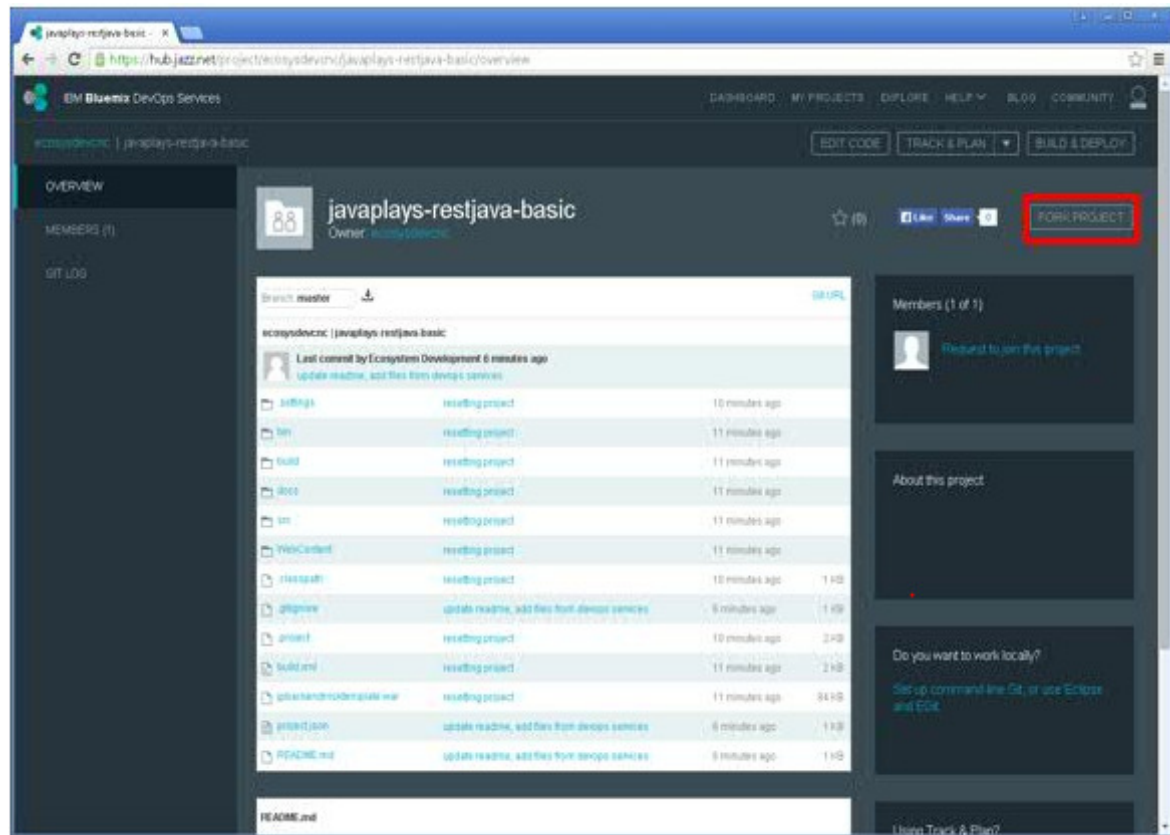 javaplays-restjava-basic -
https://hub.jazz.net/project/ecosysdevcnc/javaplays-restjava-basic/overview
IBM Bluemix DevOps Services
DASHBOARD MY PROJECTS EXPLORE HELP BLOG COMMUNITY
ecosysdevcnc | javaplays-restjava-basic
EDIT CODE TRACK & PLAN BUILD & DEPLOY
OVERVIEW
MEMBERS (1)
GIT LOG
javaplays-restjava-basic
Owner: ecosysdevcnc
(0)
Like Share 0
FORK PROJECT
Branch: master
Git URL
ecosysdevcnc | javaplays-restjava-basic
Last commit by Ecosystem Development 6 minutes ago
update readme, add files from devops services
.settings resetting project 10 minutes ago
bin resetting project 11 minutes ago
build resetting project 11 minutes ago
docs resetting project 11 minutes ago
src resetting project 11 minutes ago
WebContent resetting project 11 minutes ago
.classpath resetting project 10 minutes ago 1 KB
.gitignore update readme, add files from devops services 6 minutes ago 1 KB
.project resetting project 10 minutes ago 2 KB
build.xml resetting project 11 minutes ago 2 KB
resetting project 11 minutes ago 84 KB
project.json update readme, add files from devops services 6 minutes ago 1 KB
README.md update readme, add files from devops services 6 minutes ago 1 KB
README.md
Members (1 of 1)
Request to join this project
About this project
Do you want to work locally?
Set up command-line Git, or use Eclipse
and EGit.
Using Track & Plan?